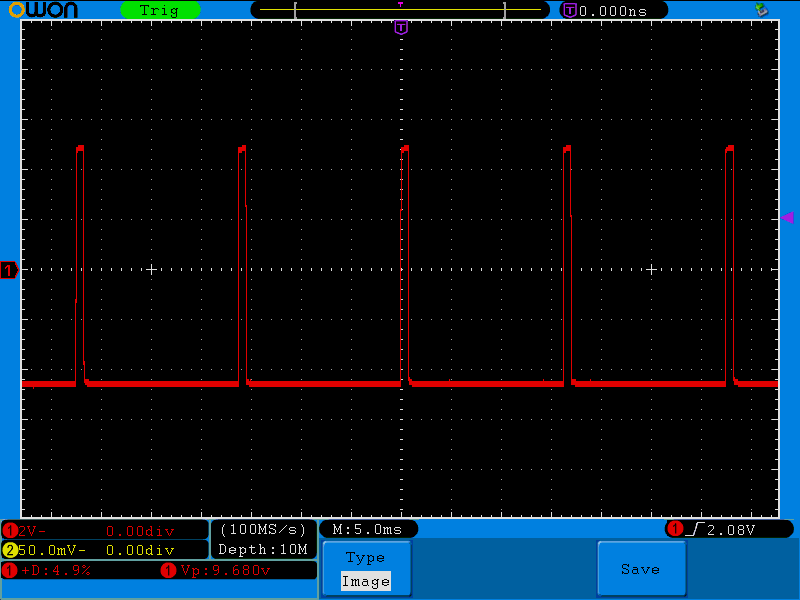 OWON Trig T 0.000ns
T
1
1 2V- 0.00div (100MS/s) M:5.0ms 1 2.08V
2 50.0mV- 0.00div Depth:10M
1 +D:4.9% 1 Vp:9.680v
Type
Image
Save